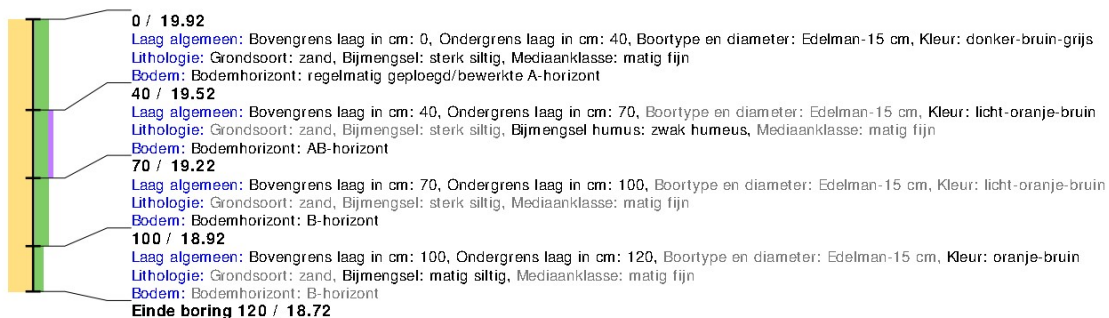 0 / 19.92
Laag algemeen: Bovengrens laag in cm: 0, Ondergrens laag in cm: 40, Boortype en diameter: Edelman-15 cm, Kleur: donker-bruin-grijs
Lithologie: Grondsoort: zand, Bijmengsel: sterk siltig, Mediaanklasse: matig fijn
Bodem: Bodemhorizont: regelmatig geploegd/bewerkte A-horizont
40 / 19.52
Laag algemeen: Bovengrens laag in cm: 40, Ondergrens laag in cm: 70, Boortype en diameter: Edelman-15 cm, Kleur: licht-oranje-bruin
Lithologie: Grondsoort: zand, Bijmengsel: sterk siltig, Bijmengsel humus: zwak humeus, Mediaanklasse: matig fijn
Bodem: Bodemhorizont: AB-horizont
70 / 19.22
Laag algemeen: Bovengrens laag in cm: 70, Ondergrens laag in cm: 100, Boortype en diameter: Edelman-15 cm, Kleur: licht-oranje-bruin
Lithologie: Grondsoort: zand, Bijmengsel: sterk siltig, Mediaanklasse: matig fijn
Bodem: Bodemhorizont: B-horizont
100 / 18.92
Laag algemeen: Bovengrens laag in cm: 100, Ondergrens laag in cm: 120, Boortype en diameter: Edelman-15 cm, Kleur: oranje-bruin
Lithologie: Grondsoort: zand, Bijmengsel: matig siltig, Mediaanklasse: matig fijn
Bodem: Bodemhorizont: B-horizont
Einde boring 120 / 18.72